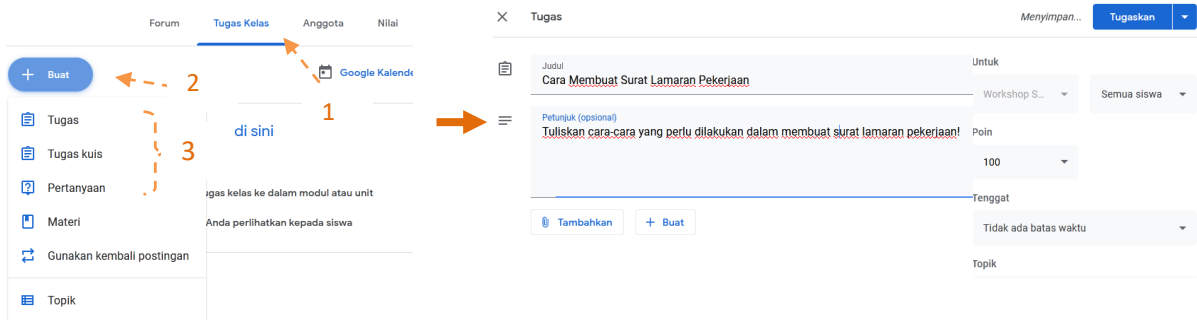 Forum Tugas Kelas Anggota Nilai
+ Buat
2
Google Kalende
1
Tugas
di sini
Tugas kuis
3
Pertanyaan
ugas kelas ke dalam modul atau unit
Materi
Anda perlihatkan kepada siswa
Gunakan kembali postingan
Topik
Tugas
Menyimpan...
Tugaskan
Judul
Cara Membuat Surat Lamaran Pekerjaan
Petunjuk (opsional)
Tuliskan cara-cara yang perlu dilakukan dalam membuat surat lamaran pekerjaan!
Tambahkan
+ Buat
Untuk
Workshop S...
Semua siswa
Poin
100
Tenggat
Tidak ada batas waktu
Topik